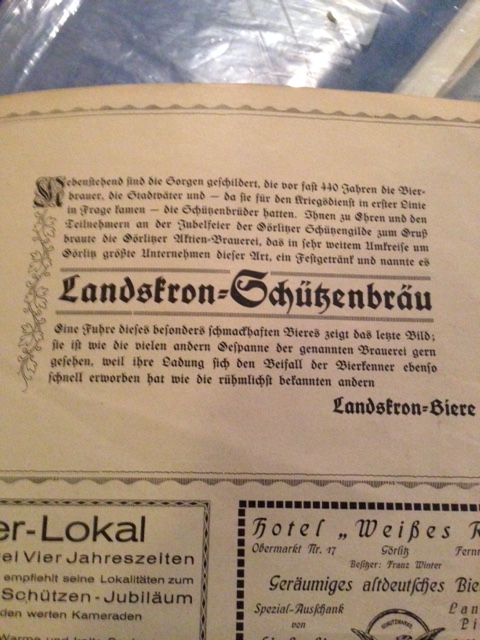 Nebenstehend sind die Sorgen geschildert, die vor fast 440 Jahren die Bier-
brauer, die Stadtväter und — da sie für den Kriegsdienst in erster Linie
in Frage kamen — die Schützenbrüder hatten. Ihnen zu Ehren und den
Teilnehmern an der Jubelfeier der Görlitzer Schützengilde zum Gruß
braute die Görlitzer Aktien-Brauerei, das in sehr weitem Umkreise um
Görlitz größte Unternehmen dieser Art, ein Festgetränk und nannte es
Landskron-Schützenbräu
Eine Fuhre dieses besonders schmackhaften Bieres zeigt das letzte Bild;
sie ist wie die vielen andern Gespanne der genannten Brauerei gern
gesehen, weil ihre Ladung sich den Beifall der Bierkenner ebenso
schnell erworben hat wie die rühmlichst bekannten andern
Landskron-Biere
er-Lokal
ei Vier Jahreszeiten
empfiehlt seine Lokalitäten zum
Schützen-Jubiläum
den werten Kameraden
Hotel „Weißes R
Obermarkt Nr. 17 Görlitz Fern
Besitzer: Franz Winter
Geräumiges altdeutsches Bie
Spezial-Ausschank
von
Lan